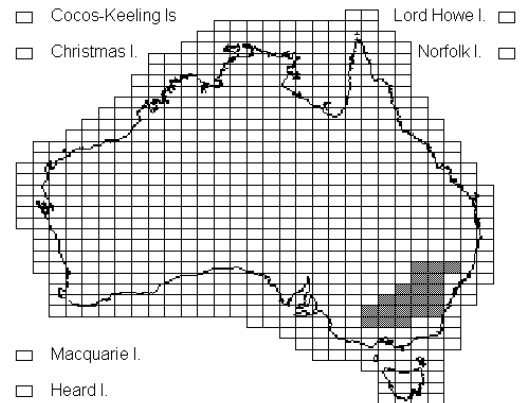 Cocos-Keeling Is
Lord Howe I.
Christmas I.
Norfolk I.
Macquarie I.
Heard I.